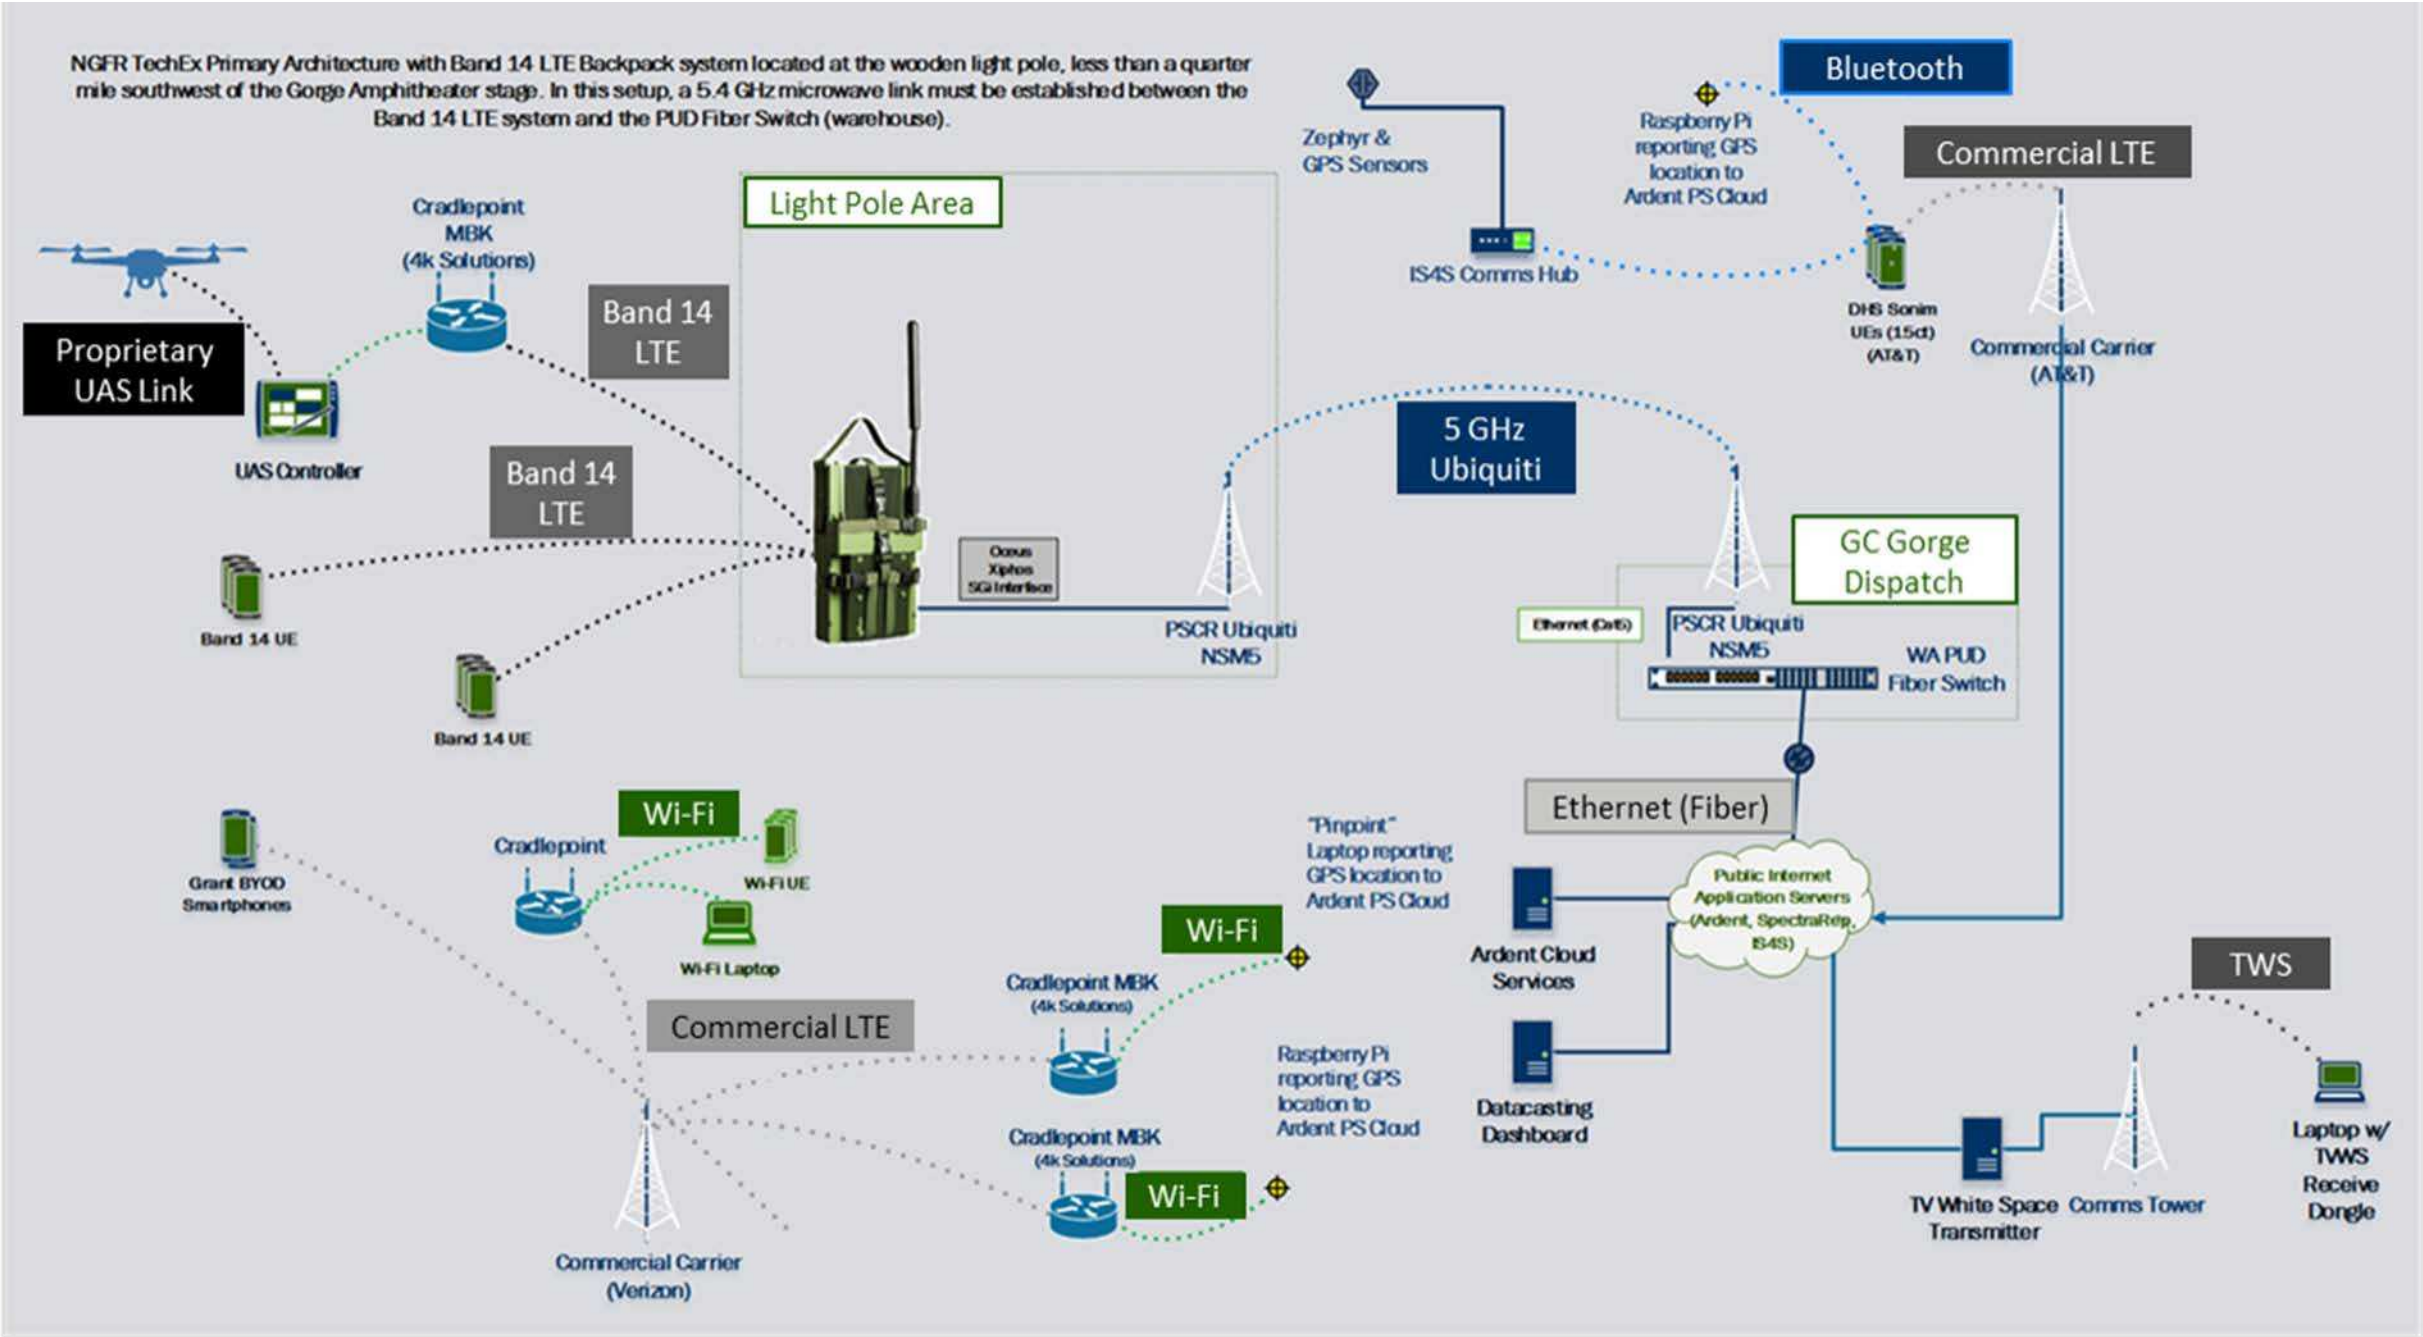 NGFR TechEx Primary Architecture with Band 14 LTE Backpack system located at the wooden light pole, less than a quarter
mile southwest of the Gorge Amphitheater stage. In this setup, a 5.4 GHz microwave link must be established between the
Band 14 LTE system and the PUD Fiber Switch (warehouse).
Bluetooth
Zephyr &
GPS Sensors
Raspberry Pi
reporting GPS
location to
Ardent PS Cloud
Commercial LTE
IS4S Comms Hub
DHS Sonim
UEs (15ct)
(AT&T)
Commercial Carrier
(AT&T)
Cradlepoint
MBK
(4k Solutions)
Light Pole Area
Proprietary
UAS Link
Band 14
LTE
UAS Controller
Band 14
LTE
5 GHz
Ubiquiti
Oceus
Xiphos
SGi Interface
PSCR Ubiquiti
NSM5
GC Gorge
Dispatch
Ethernet (Cat5)
PSCR Ubiquiti
NSM5
WA PUD
Fiber Switch
Band 14 UE
Band 14 UE
Ethernet (Fiber)
Grant BYOD
Smartphones
Cradlepoint
Wi-Fi
Wi-Fi UE
Wi-Fi Laptop
"Pinpoint"
Laptop reporting
GPS location to
Ardent PS Cloud
Wi-Fi
Cradlepoint MBK
(4k Solutions)
Commercial LTE
Raspberry Pi
reporting GPS
location to
Ardent PS Cloud
Cradlepoint MBK
(4k Solutions)
Wi-Fi
Commercial Carrier
(Verizon)
Public Internet
Application Servers
(Ardent, SpectraRep,
IS4S)
Ardent Cloud
Services
Datacasting
Dashboard
TWS
TV White Space
Transmitter
Comms Tower
Laptop w/
TVWS
Receive
Dongle